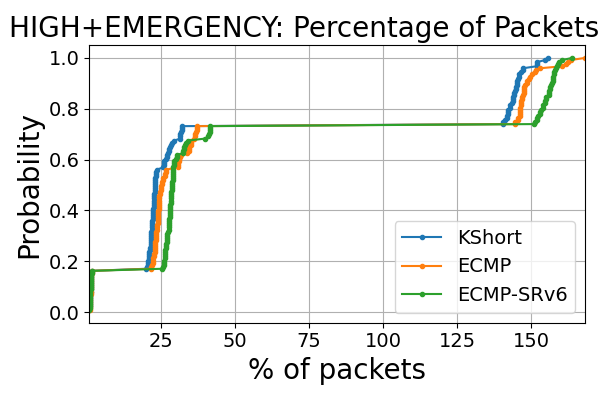 HIGH+EMERGENCY: Percentage of Packets
1.0
0.8
0.6
0.4
0.2
0.0
Probability
KShort
ECMP
ECMP-SRv6
25
50
75
100
125
150
% of packets